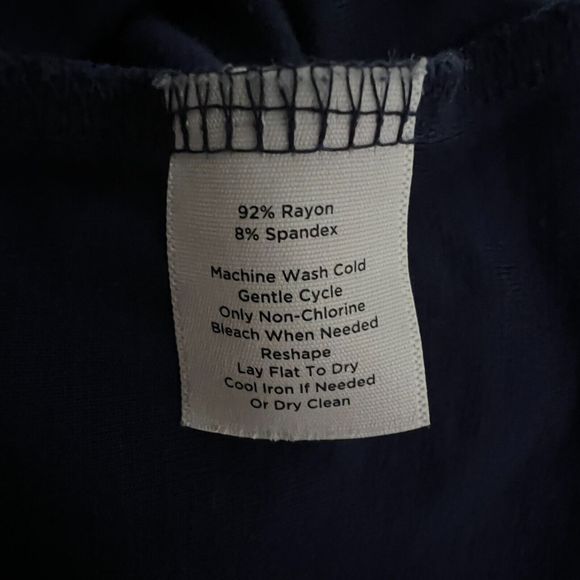 92% Rayon
8% Spandex
Machine Wash Cold
Gentle Cycle
Only Non-Chlorine
Bleach When Needed
Reshape
Lay Flat To Dry
Cool Iron If Needed
Or Dry Clean